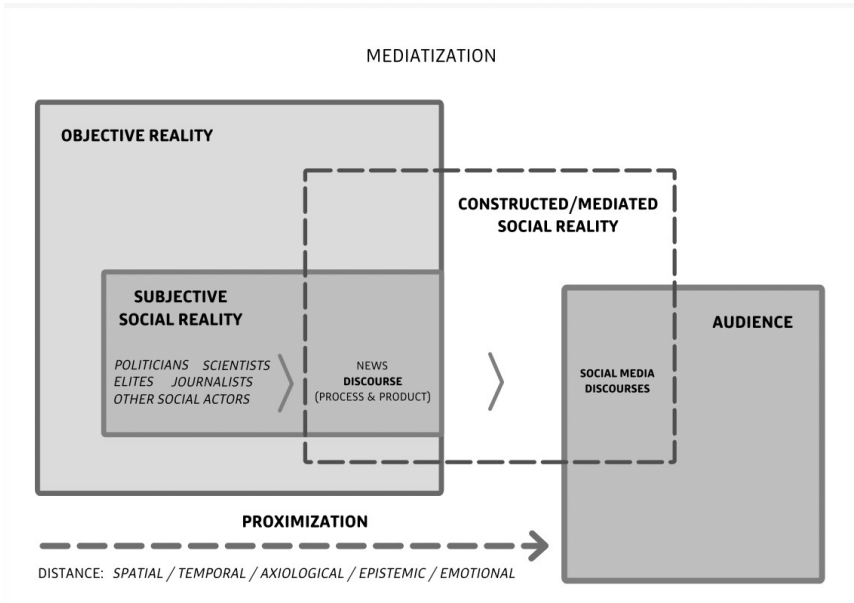 MEDIATIZATION
OBJECTIVE REALITY
CONSTRUCTED/MEDIATED
SOCIAL REALITY
SUBJECTIVE
SOCIAL REALITY
POLITICIANS SCIENTISTS
ELITES JOURNALISTS
OTHER SOCIAL ACTORS
NEWS
DISCOURSE
(PROCESS & PRODUCT)
AUDIENCE
SOCIAL MEDIA
DISCOURSES
PROXIMIZATION
DISTANCE: SPATIAL / TEMPORAL / AXIOLOGICAL / EPISTEMIC / EMOTIONAL